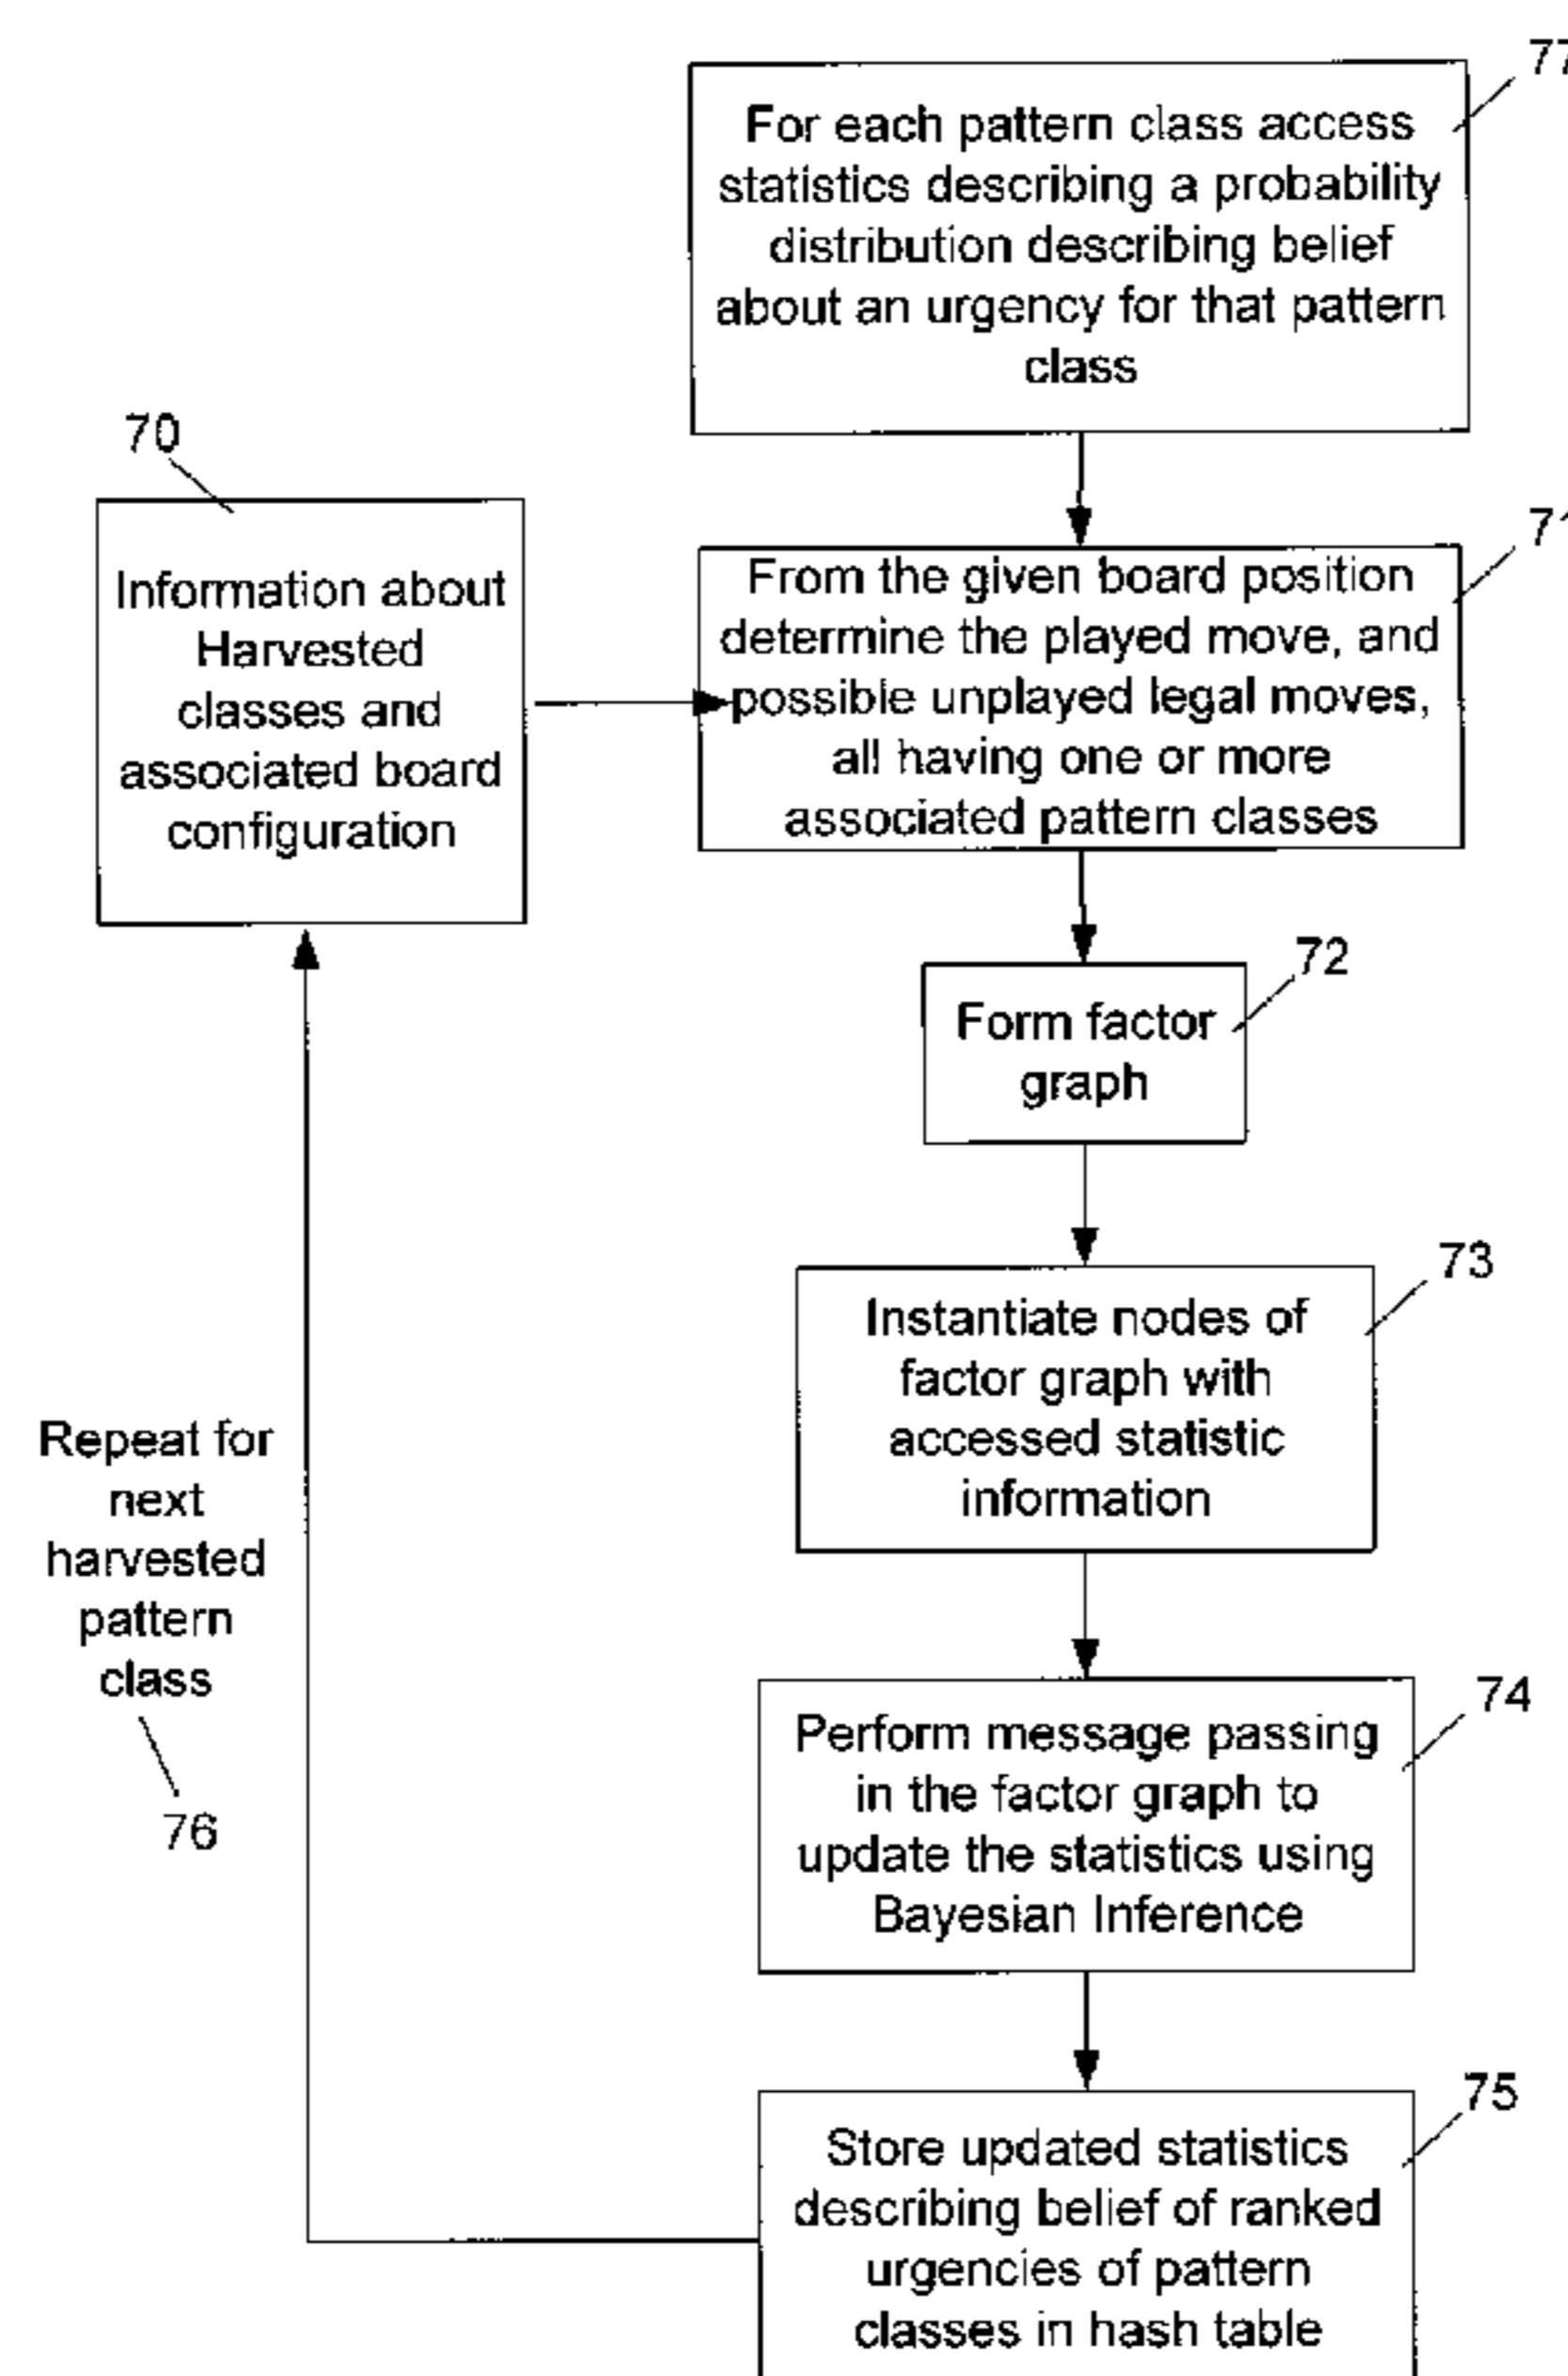 77
For each pattern class access
statistics describing a probability
distribution describing belief
about an urgency for that pattern
class
70
Information about
Harvested
classes and
associated board
configuration
From the given board position
determine the played move, and
possible unplayed legal moves,
all having one or more
associated pattern classes
72
Form factor
graph
73
Instantiate nodes of
factor graph with
accessed statistic
information
Repeat for
next
harvested
pattern
class
76
74
Perform message passing
in the factor graph to
update the statistics using
Bayesian Inference
75
Store updated statistics
describing belief of ranked
urgencies of pattern
classes in hash table